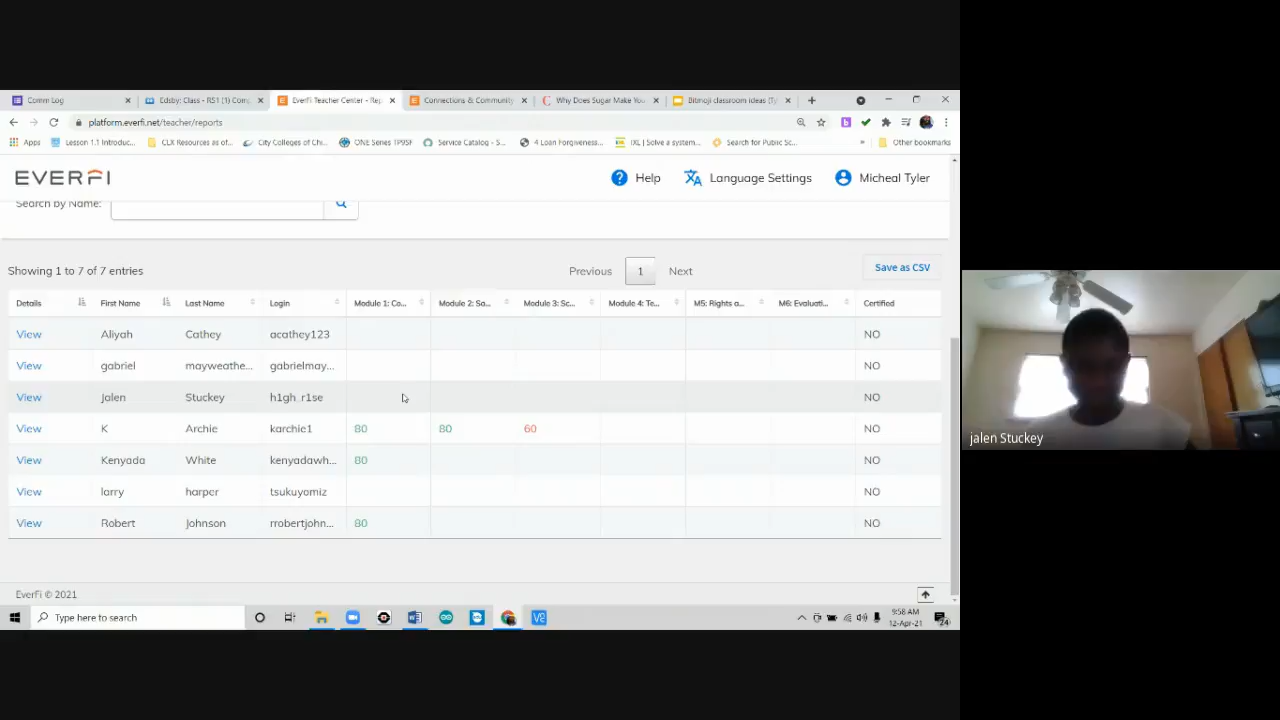 Comm Log
Edsby: Class - RS1 (1) Com
EverFi Teacher Center - Rep
Connections & Community
Why Does Sugar Make You
Bitmoji classroom ideas (Ty
platform.everfi.net/teacher/reports
Apps
Lesson 1.1 Introduc...
CLX Resources as of...
City Colleges of Chi...
ONE Series TP9SF
Service Catalog - S...
4 Loan Forgiveness...
IXL | Solve a system...
Search for Public Sc...
Other bookmarks
EVERFI
Help
Language Settings
Micheal Tyler
Search by Name:
Showing 1 to 7 of 7 entries
Previous 1 Next
Save as CSV
Details First Name Last Name Login Module 1: Co... Module 2: So... Module 3: Sc... Module 4: Te... M5: Rights a... M6: Evaluati... Certified
View Aliyah Cathey acathey123 NO
View gabriel mayweathe... gabrielmay... NO
View Jalen Stuckey h1gh_r1se NO
View K Archie karchie1 80 80 60 NO
View Kenyada White kenyadawh... 80 NO
View larry harper tsukuyomiz NO
View Robert Johnson rrobertjohn... 80 NO
EverFi © 2021
Type here to search
9:58 AM
12-Apr-21
24
jalen Stuckey